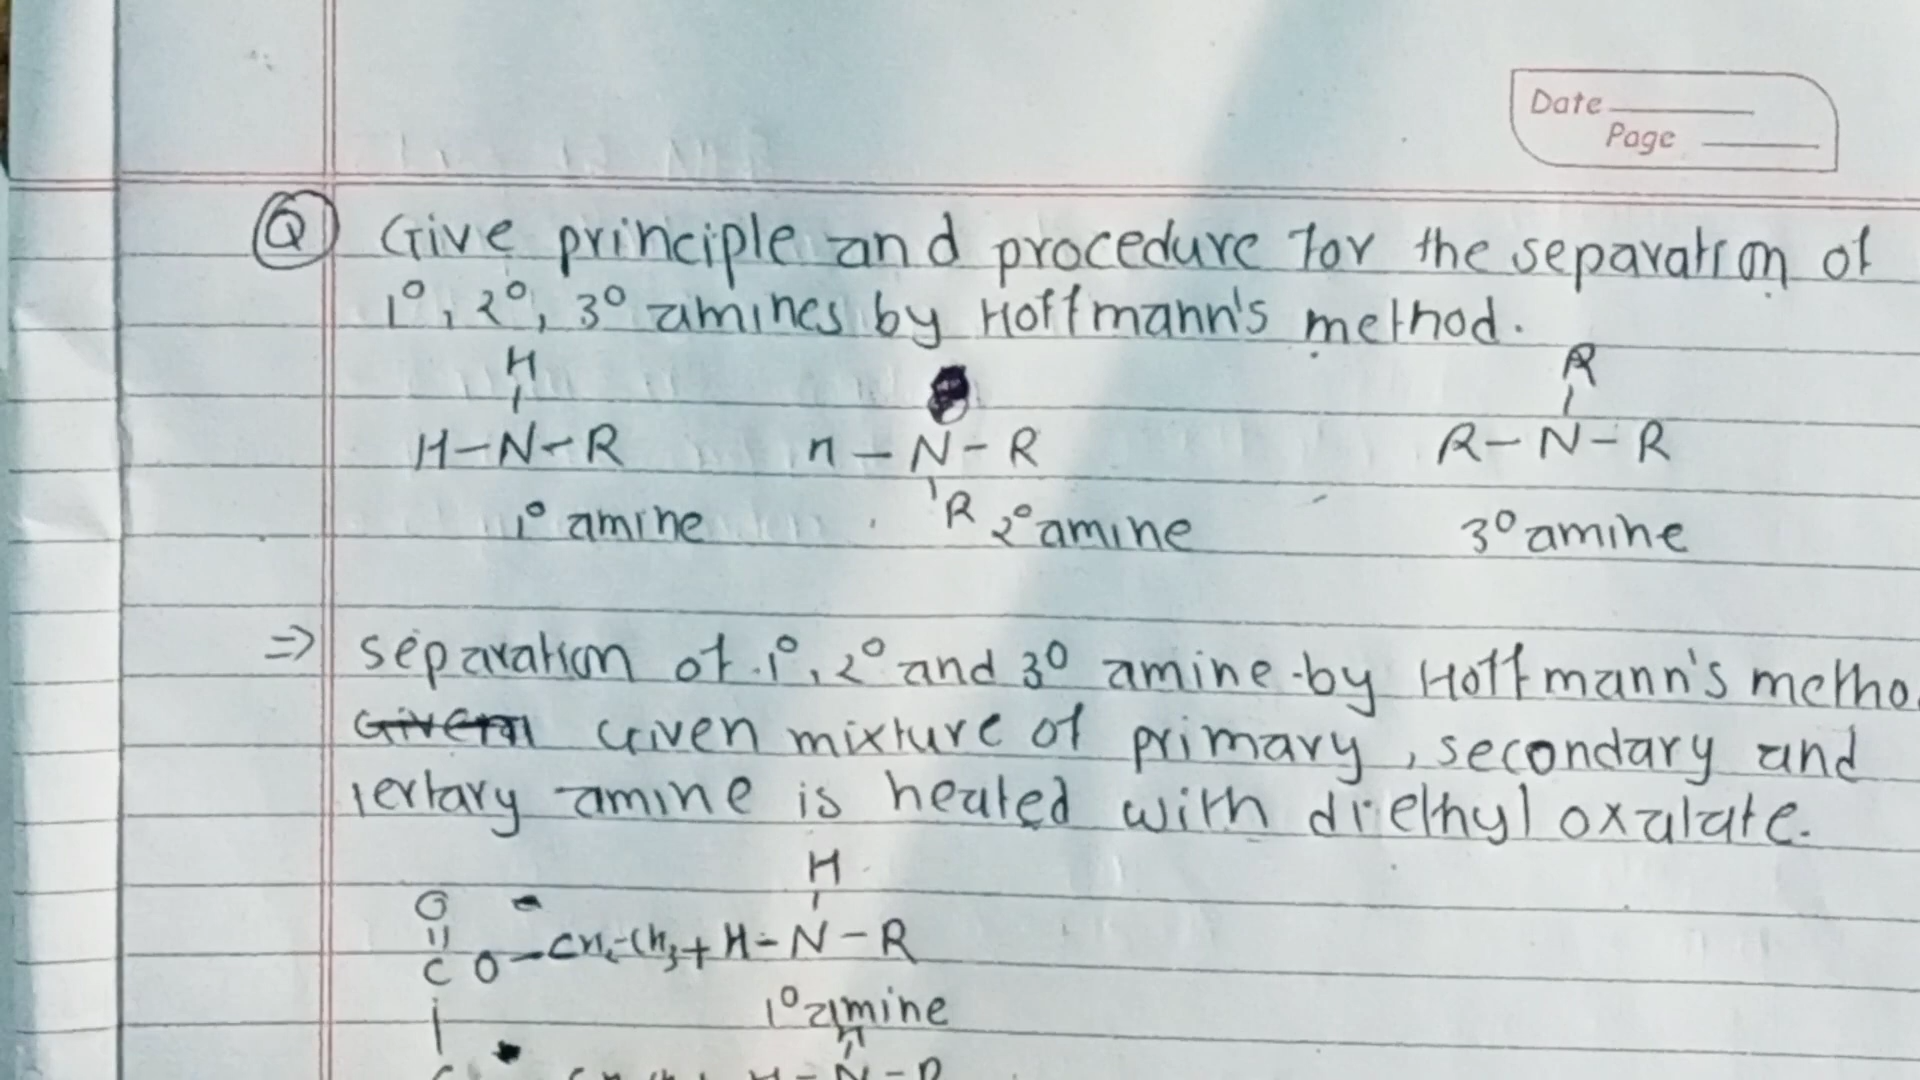 Date
Page
Q Give principle and procedure for the separation of
1°, 2°, 3° amines by Hoffmann's method.
H R
H-N-R H-N-R R-N-R
R
1° amine 2° amine 3° amine
⇒ separation of 1°, 2° and 3° amine by Hoffmann's metho
Given mixture of primary, secondary and
tertary amine is heated with diethyl oxalate.
H
O
||
C O-CH₂-CH₃ + H-N-R
1° amine
H
H-N-R